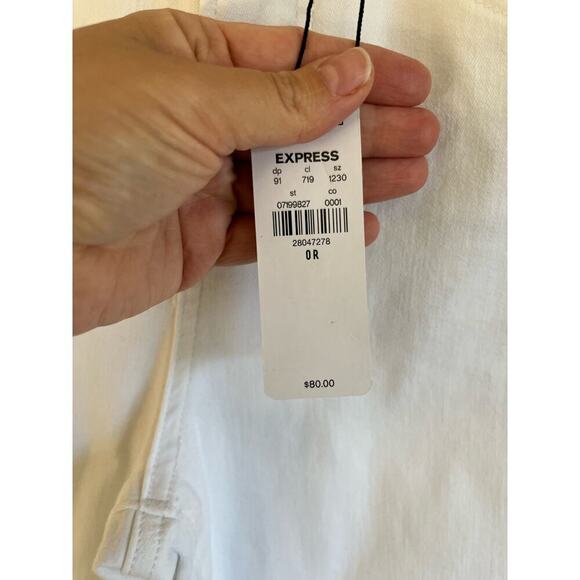 EXPRESS
dp cl sz
91 719 1230
st co
07199827 0001
28047278
0R
$80.00